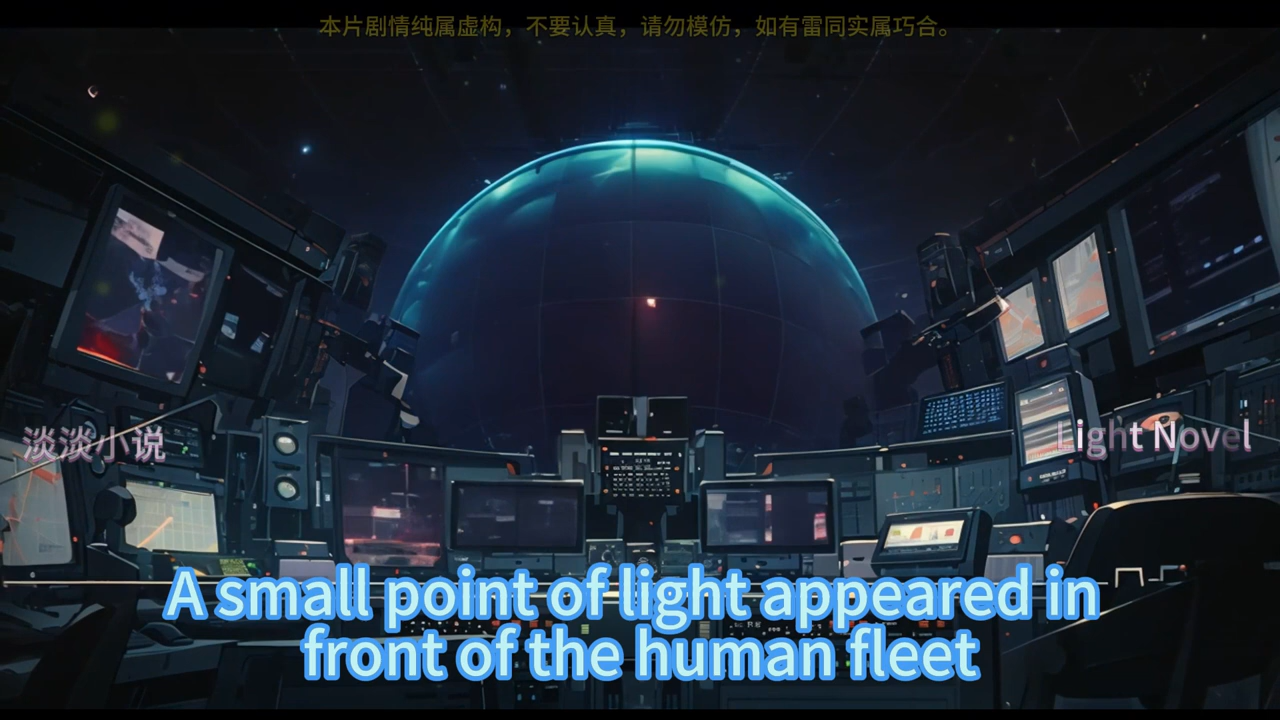 本片剧情纯属虚构，不要认真，请勿模仿，如有雷同实属巧合。
淡淡小说
Light Novel
A small point of light appeared in
front of the human fleet